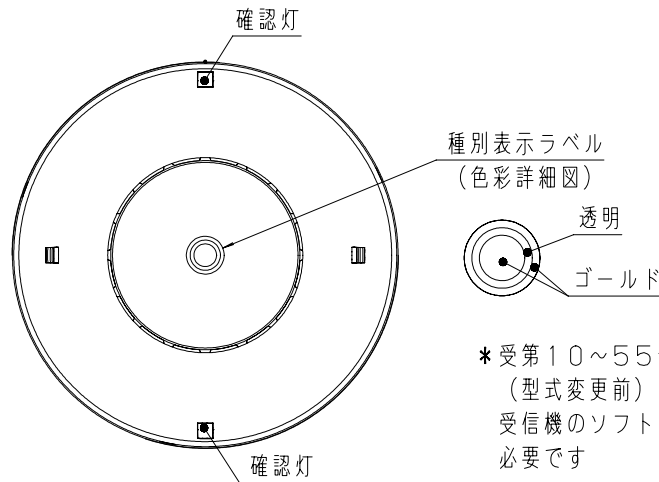 確認灯
種別表示ラベル
(色彩詳細図)
透明
ゴールド
*受第10~55
(型式変更前)
受信機のソフト
必要です
確認灯